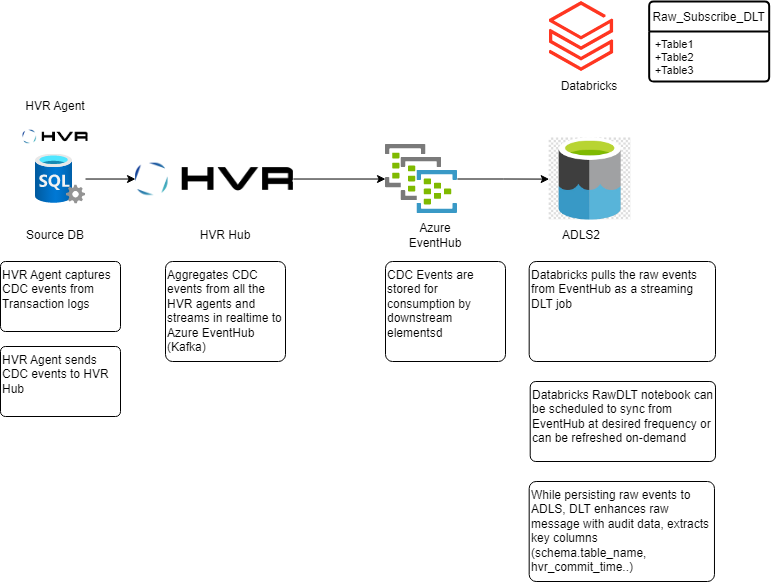 Raw_Subscribe_DLT
+Table1
+Table2
+Table3
Databricks
HVR Agent
HVR
SQL
HVR
Source DB
HVR Hub
Azure
EventHub
ADLS2
HVR Agent captures
CDC events from
Transaction logs
HVR Agent sends
CDC events to HVR
Hub
Aggregates CDC
events from all the
HVR agents and
streams in realtime to
Azure EventHub
(Kafka)
CDC Events are
stored for
consumption by
downstream
elementsd
Databricks pulls the raw events
from EventHub as a streaming
DLT job
Databricks RawDLT notebook can
be scheduled to sync from
EventHub at desired frequency or
can be refreshed on-demand
While persisting raw events to
ADLS, DLT enhances raw
message with audit data, extracts
key columns
(schema.table_name,
hvr_commit_time..)